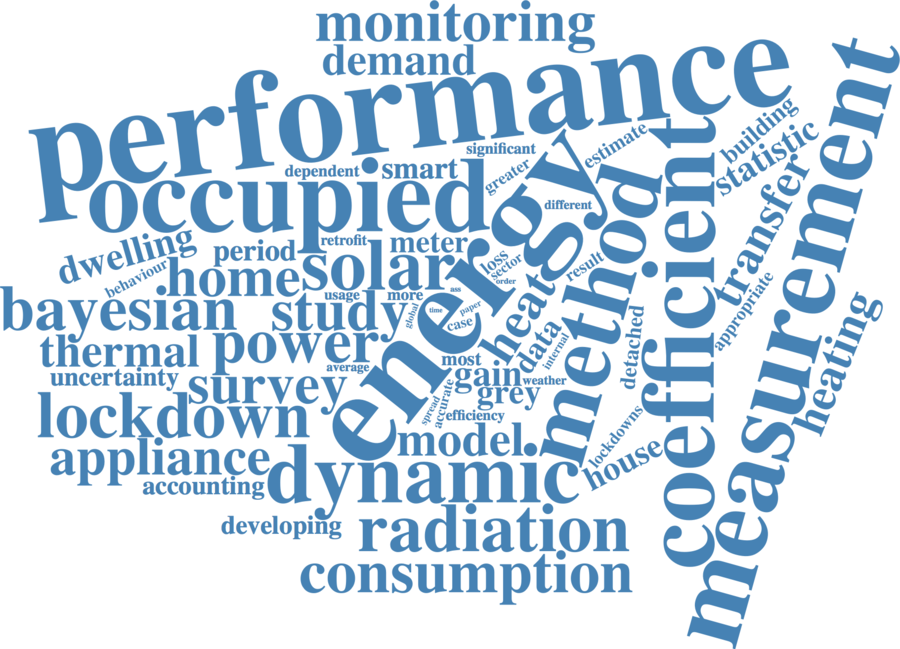 monitoring
demand
performance
significant
estimate
building
statistic
measurement
dependent
smart
greater
occupied
different
energy
method
coefficient
transfer
dwelling
behaviour
period
retrofit
meter
loss
sector
order
result
home
solar
heat
appropriate
bayesian
study
usage
more
ass
global
time
paper
case
data
internal
detached
heating
thermal
power
average
most
uncertainty
survey
gain
weather
grey
spread
accurate
efficiency
lockdown
model
lockdowns
house
appliance
accounting
dynamic
developing
radiation
consumption